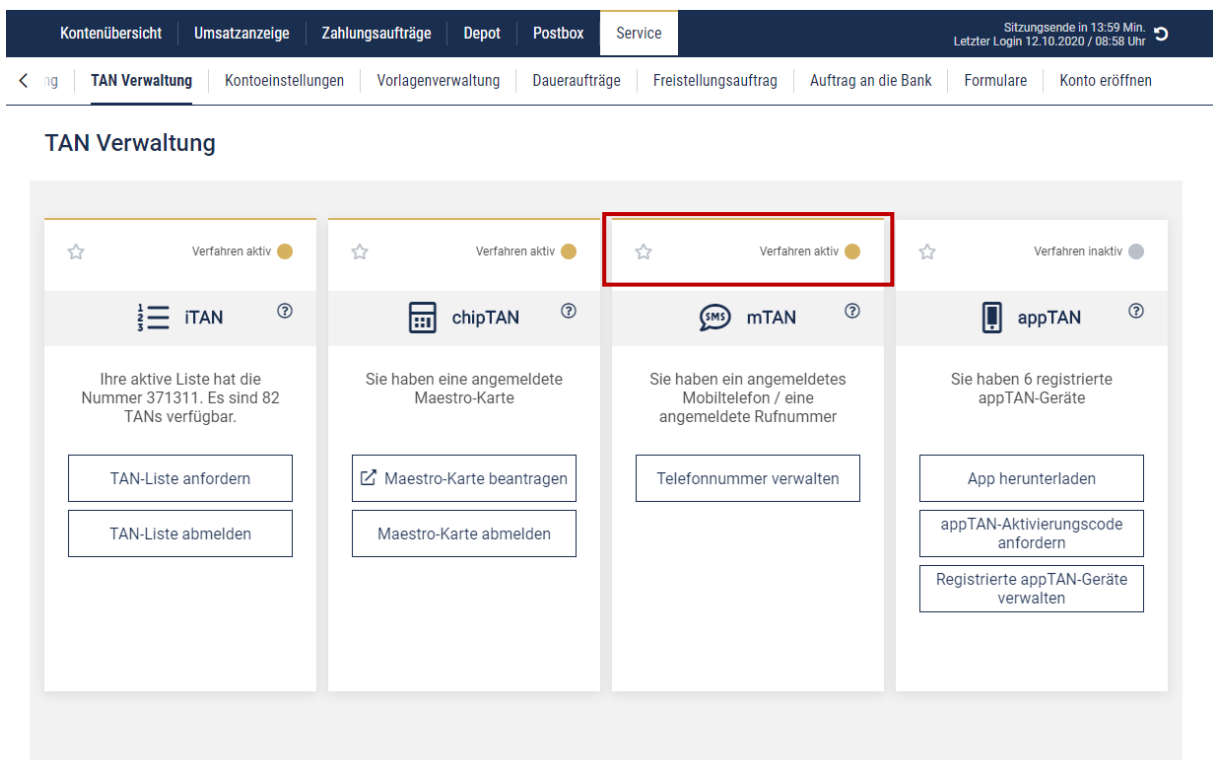 Kontenübersicht Umsatzanzeige Zahlungsaufträge Depot Postbox Service
Sitzungsende in 13:59 Min.
Letzter Login 12.10.2020 / 08:58 Uhr
ng TAN Verwaltung Kontoeinstellungen Vorlagenverwaltung Daueraufträge Freistellungsauftrag Auftrag an die Bank Formulare Konto eröffnen
TAN Verwaltung
Verfahren aktiv
1 2 3 iTAN ?
Ihre aktive Liste hat die
Nummer 371311. Es sind 82
TANs verfügbar.
TAN-Liste anfordern
TAN-Liste abmelden
Verfahren aktiv
chipTAN ?
Sie haben eine angemeldete
Maestro-Karte
Maestro-Karte beantragen
Maestro-Karte abmelden
Verfahren aktiv
SMS mTAN ?
Sie haben ein angemeldetes
Mobiltelefon / eine
angemeldete Rufnummer
Telefonnummer verwalten
Verfahren inaktiv
appTAN ?
Sie haben 6 registrierte
appTAN-Geräte
App herunterladen
appTAN-Aktivierungscode
anfordern
Registrierte appTAN-Geräte
verwalten